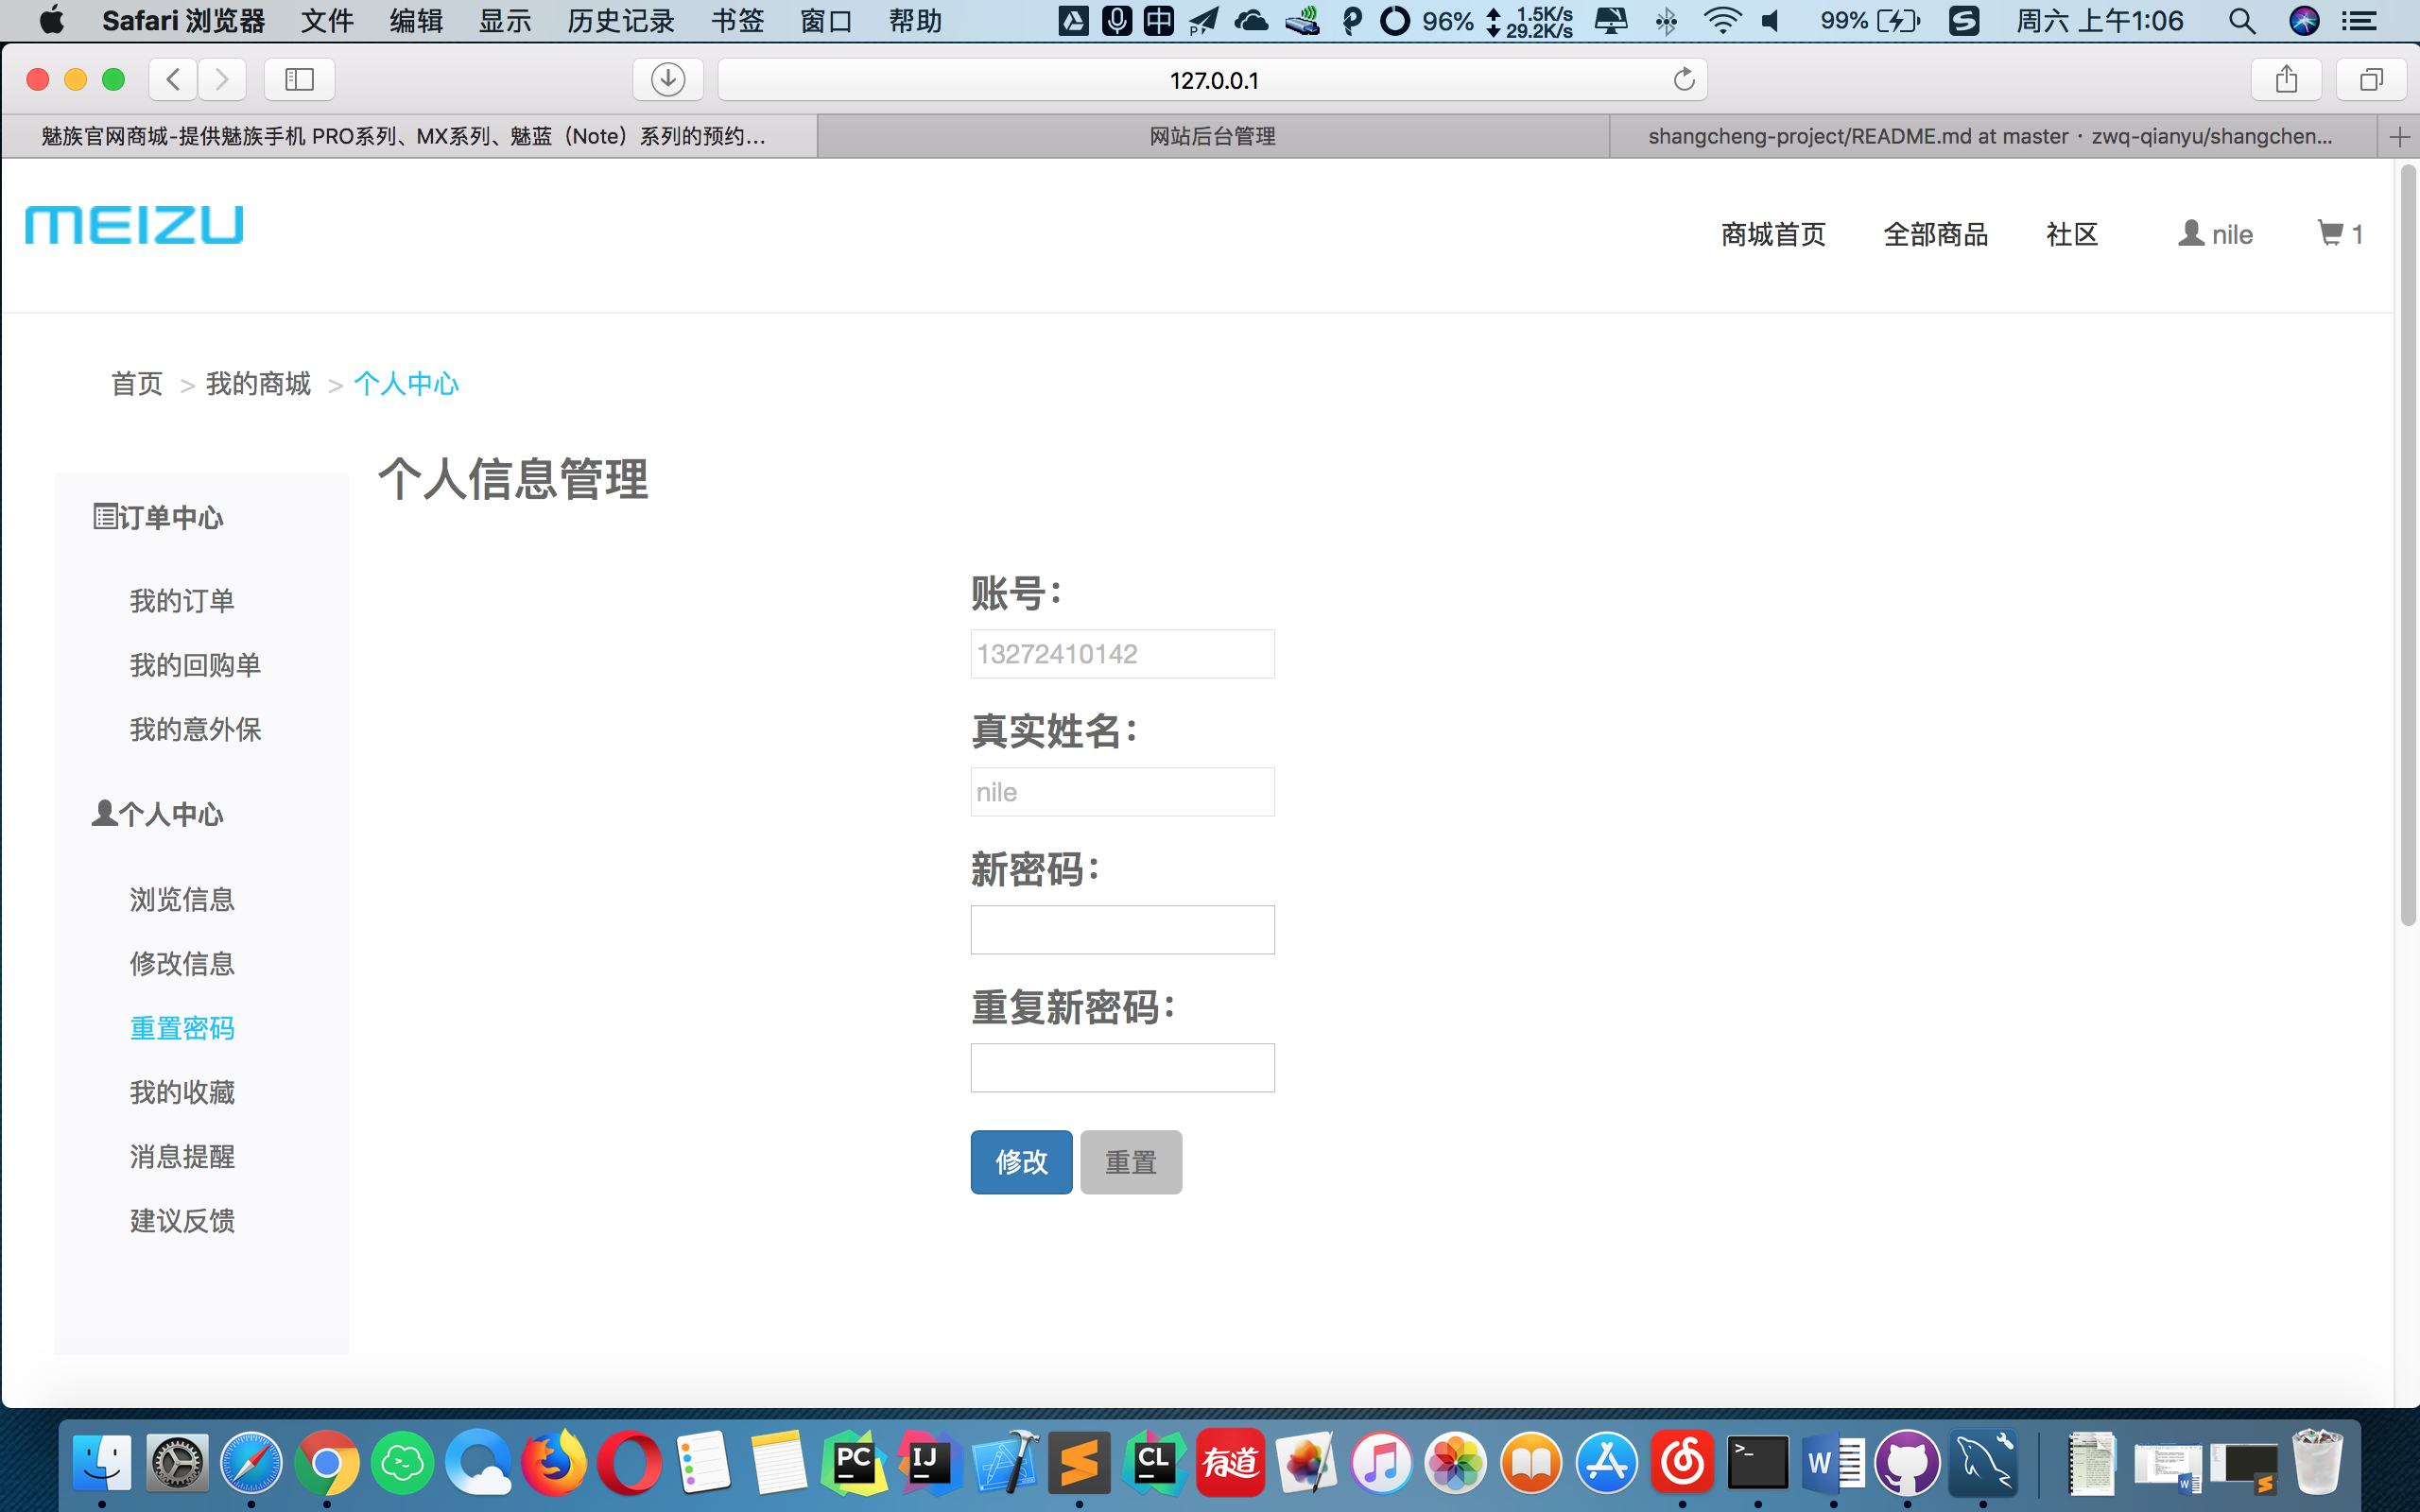 Safari 浏览器 文件 编辑 显示 历史记录 书签 窗口 帮助 中 96% 1.5K/s 29.2K/s 99% 周六 上午1:06
127.0.0.1
魅族官网商城-提供魅族手机 PRO系列、MX系列、魅蓝（Note）系列的预约... 网站后台管理 shangcheng-project/README.md at master · zwq-qianyu/shangchen...
MEIZU 商城首页 全部商品 社区 nile 1
首页 > 我的商城 > 个人中心
个人信息管理
订单中心
我的订单
我的回购单
我的意外保
个人中心
浏览信息
修改信息
重置密码
我的收藏
消息提醒
建议反馈
账号：
13272410142
真实姓名：
nile
新密码：
重复新密码：
修改 重置
PC IJ CL 有道 W